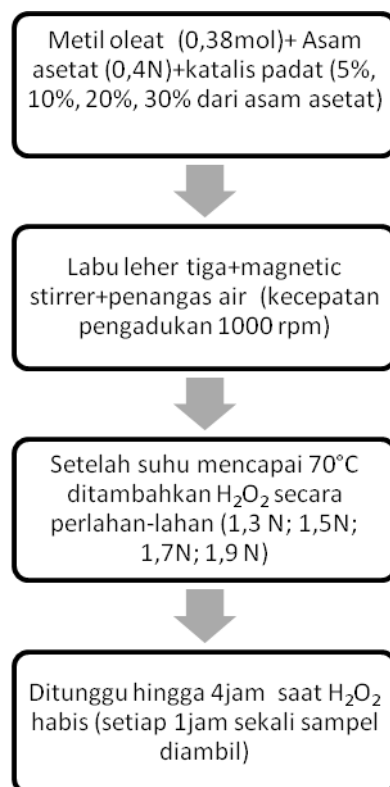 Metil oleat (0,38mol)+ Asam
asetat (0,4N)+katalis padat (5%,
10%, 20%, 30% dari asam asetat)
Labu leher tiga+magnetic
stirrer+penangas air (kecepatan
pengadukan 1000 rpm)
Setelah suhu mencapai 70°C
ditambahkan H₂O₂ secara
perlahan-lahan (1,3 N; 1,5N;
1,7N; 1,9 N)
Ditunggu hingga 4jam saat H₂O₂
habis (setiap 1jam sekali sampel
diambil)